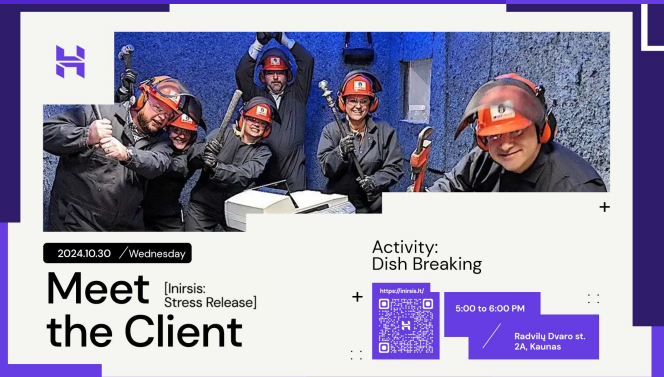 2024.10.30 / Wednesday
Meet
[Inirsis:
Stress Release]
the Client
Activity:
Dish Breaking
https://inirsis.lt/
5:00 to 6:00 PM
Radvilų Dvaro st.
2A, Kaunas